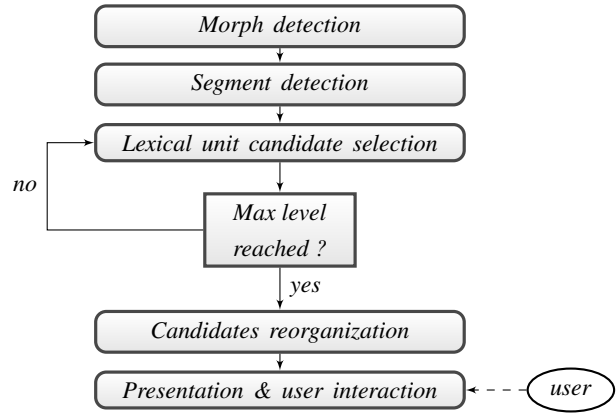 Morph detection
Segment detection
Lexical unit candidate selection
no
Max level
reached ?
yes
Candidates reorganization
Presentation & user interaction
user